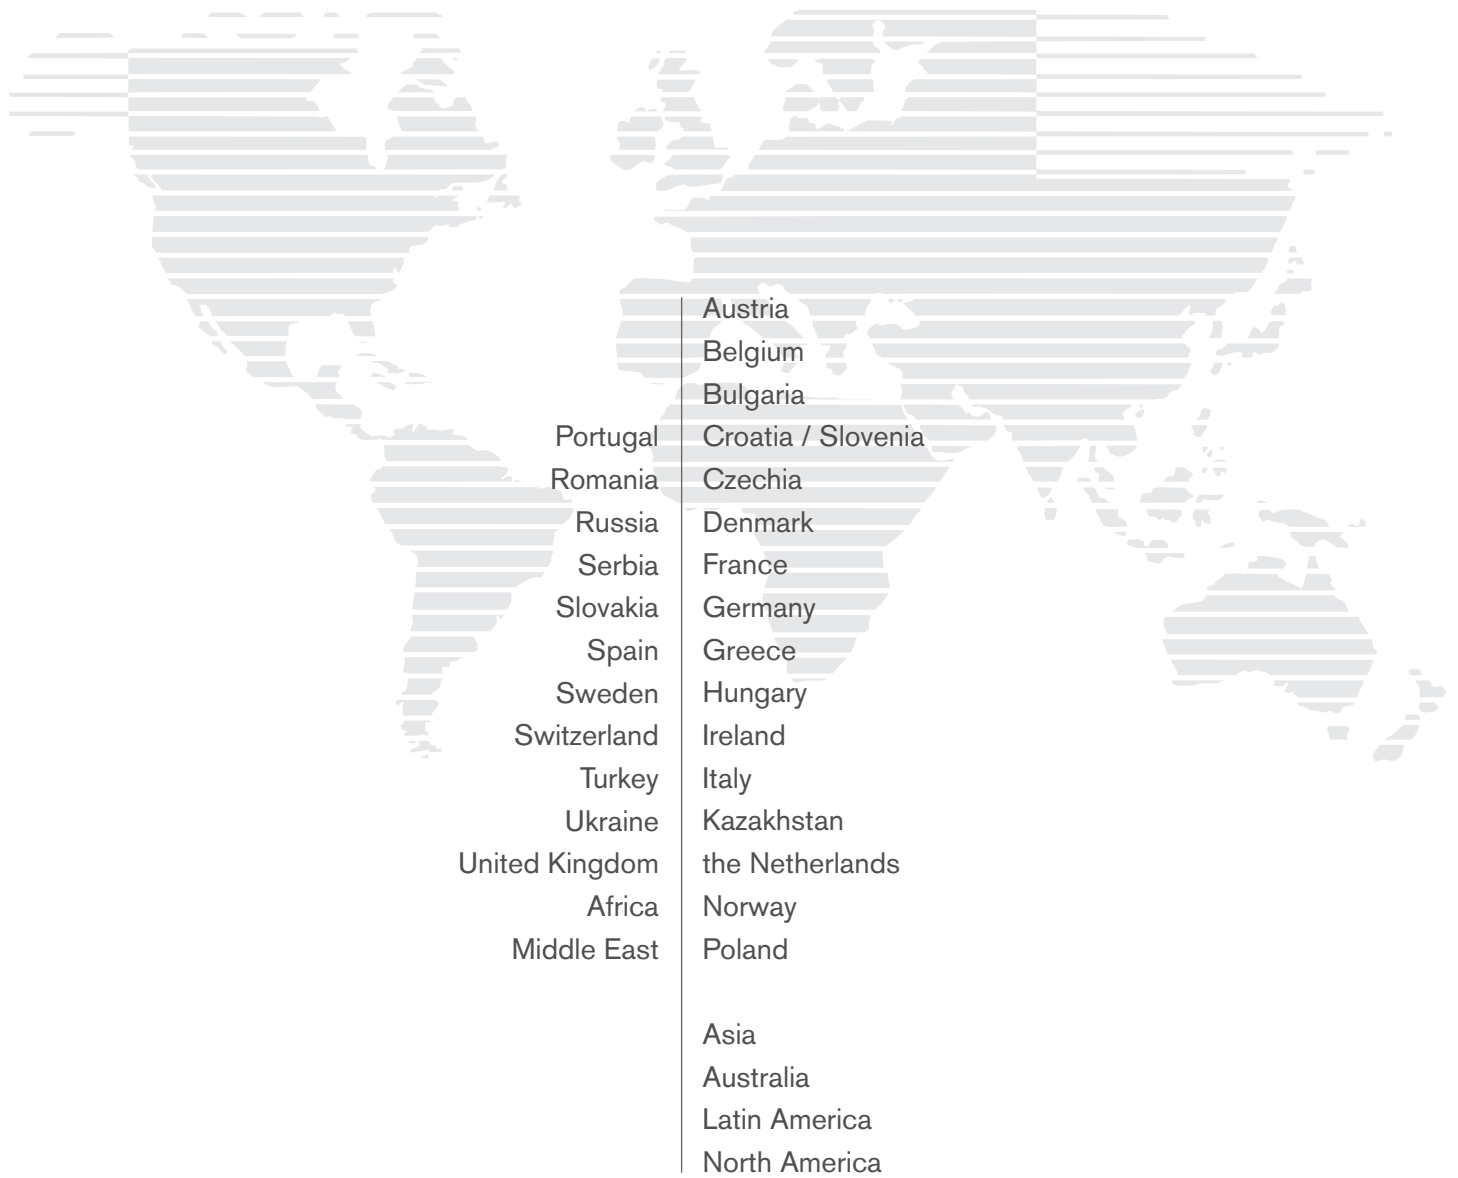 Austria
Belgium
Bulgaria
Croatia / Slovenia
Czechia
Denmark
France
Germany
Greece
Hungary
Ireland
Italy
Kazakhstan
the Netherlands
Norway
Poland
Portugal
Romania
Russia
Serbia
Slovakia
Spain
Sweden
Switzerland
Turkey
Ukraine
United Kingdom
Africa
Middle East
Asia
Australia
Latin America
North America